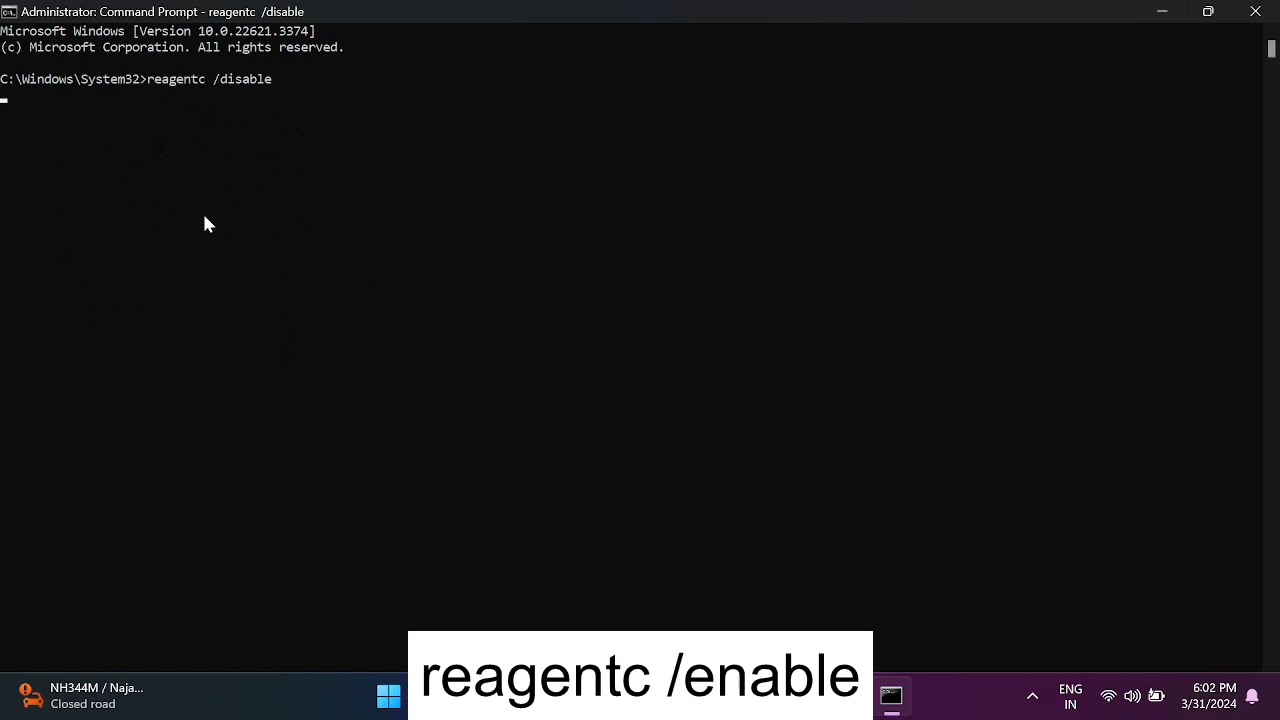 Administrator: Command Prompt - reagentc  /disable
Microsoft Windows [Version 10.0.22621.3374]
(c) Microsoft Corporation. All rights reserved.
C:\Windows\System32>reagentc /disable
reagentc /enable
NH344M / Naja...
Closed road
ENG
IN
6:02 PM
3/31/2024